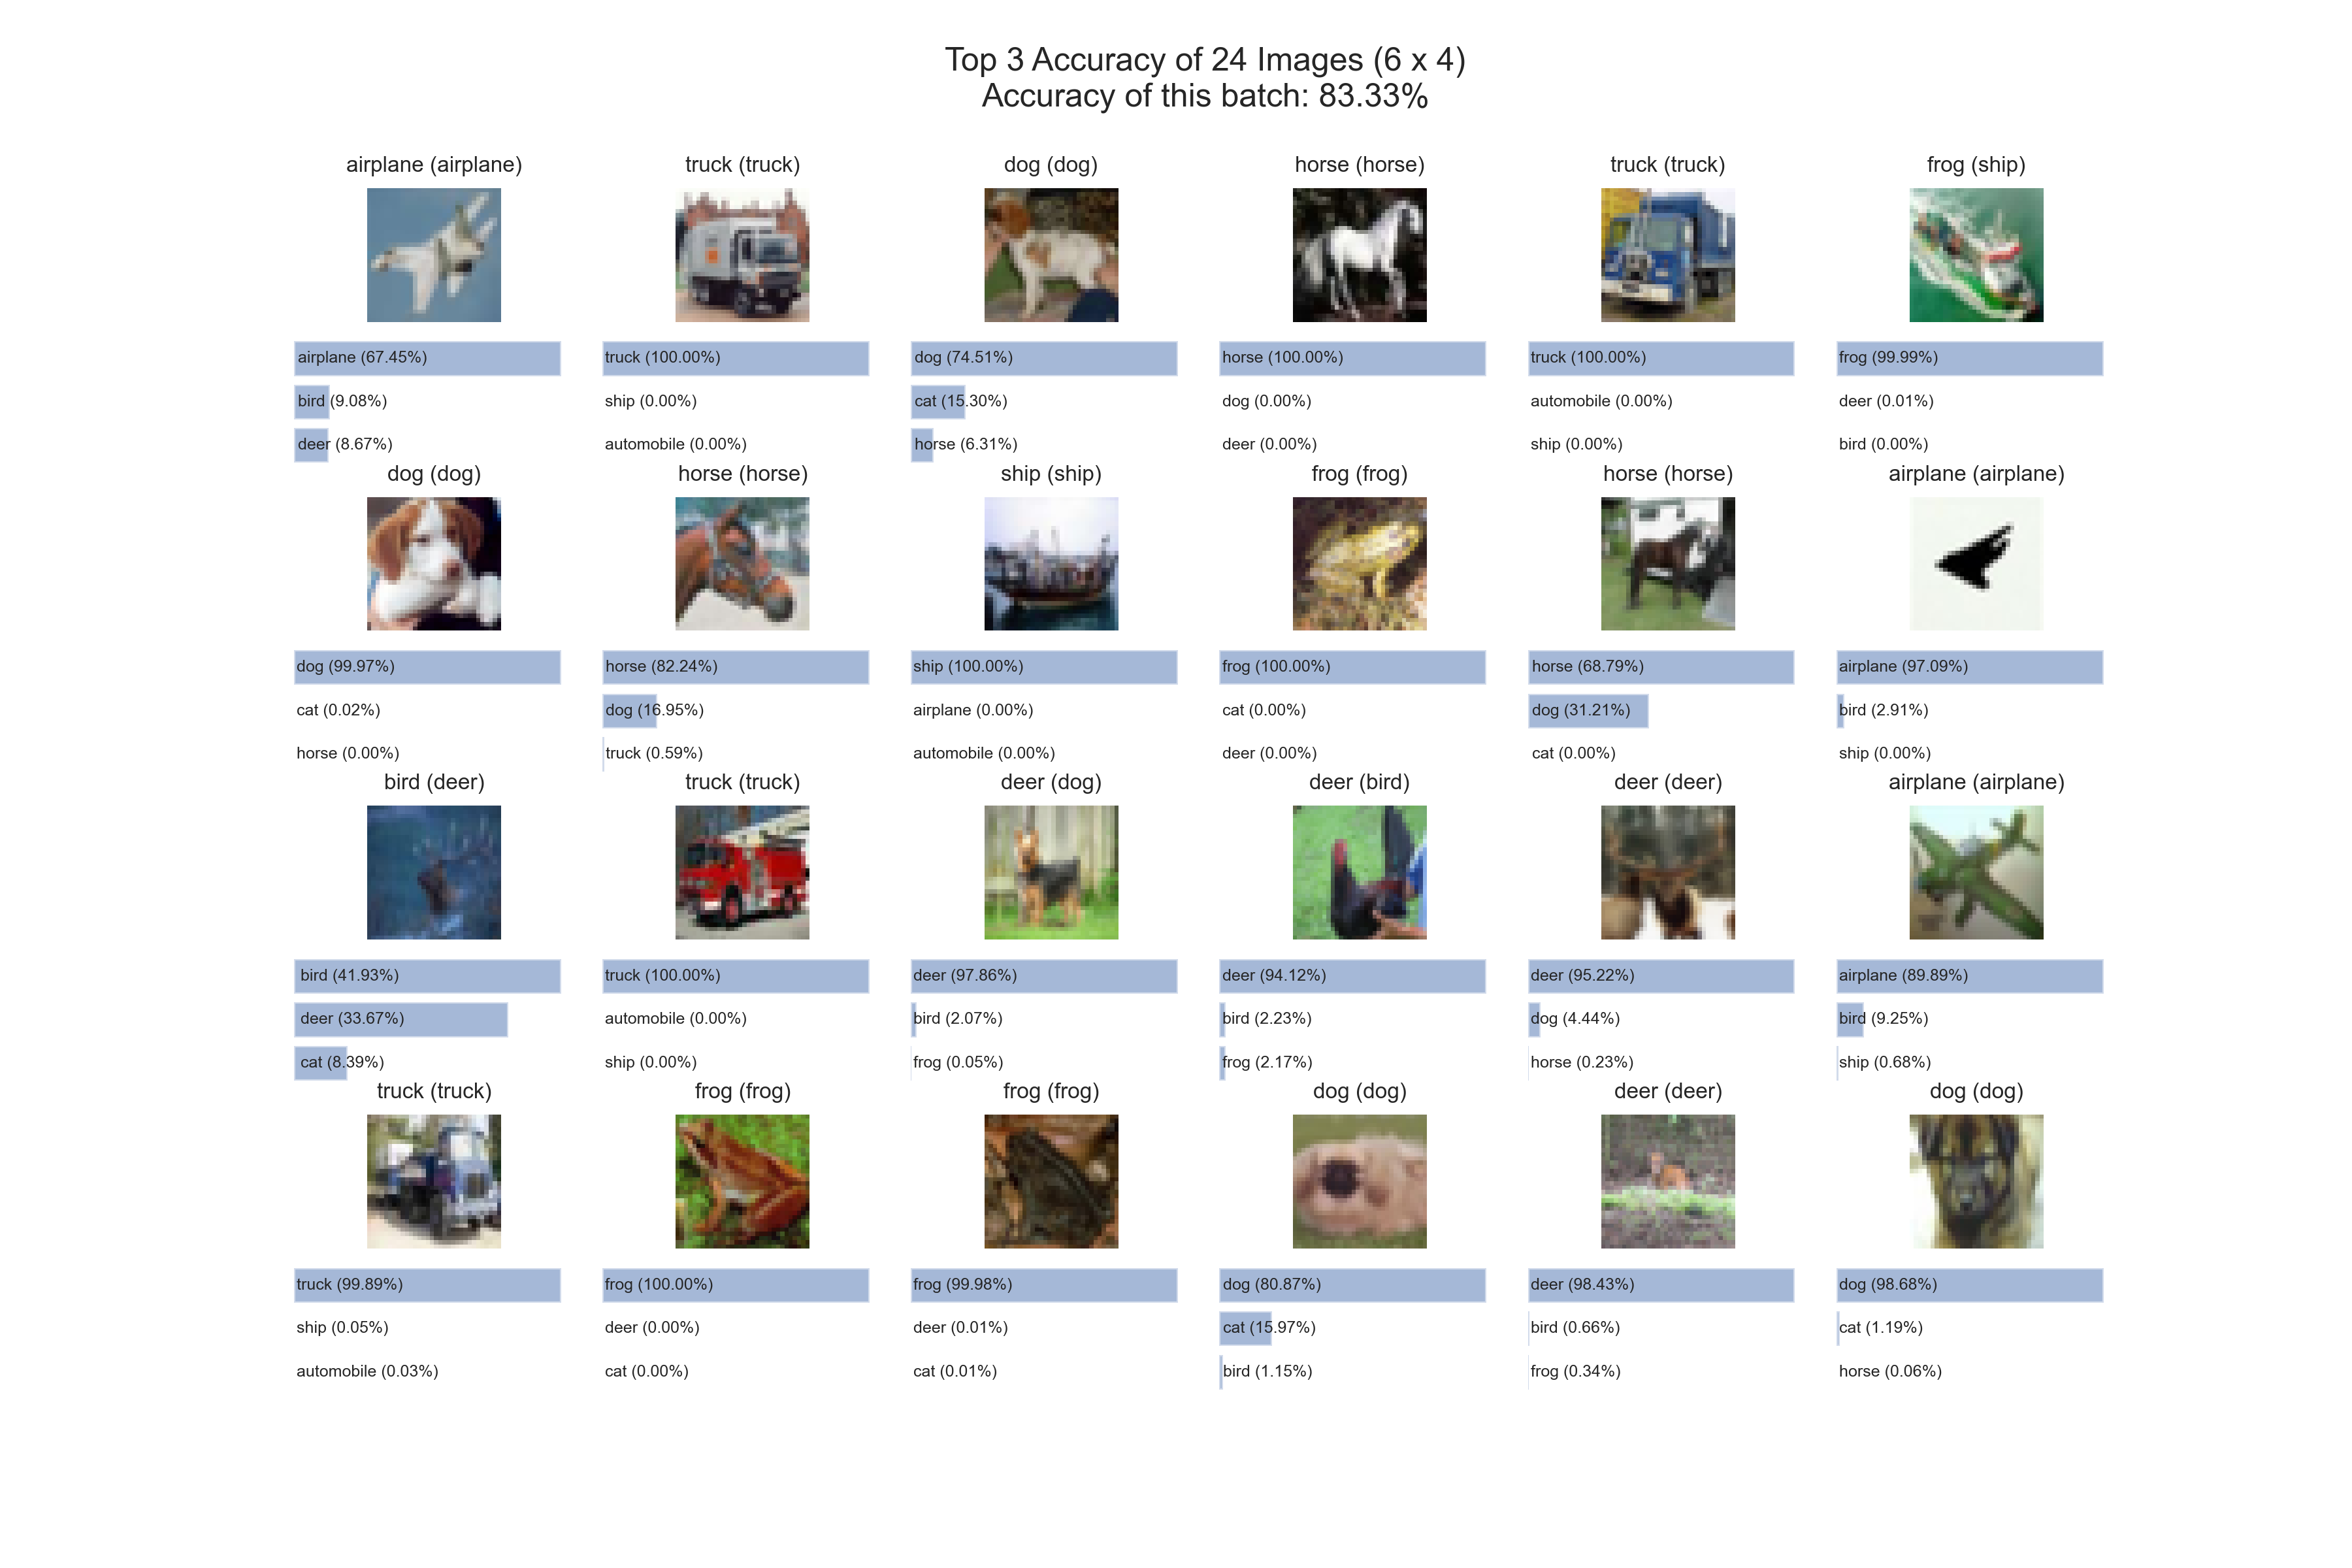 Top 3 Accuracy of 24 Images (6 x 4)
Accuracy of this batch: 83.33%
airplane (airplane)
airplane (67.45%)
bird (9.08%)
deer (8.67%)
truck (truck)
truck (100.00%)
ship (0.00%)
automobile (0.00%)
dog (dog)
dog (74.51%)
cat (15.30%)
horse (6.31%)
horse (horse)
horse (100.00%)
dog (0.00%)
deer (0.00%)
truck (truck)
truck (100.00%)
automobile (0.00%)
ship (0.00%)
frog (ship)
frog (99.99%)
deer (0.01%)
bird (0.00%)
dog (dog)
dog (99.97%)
cat (0.02%)
horse (0.00%)
horse (horse)
horse (82.24%)
dog (16.95%)
truck (0.59%)
ship (ship)
ship (100.00%)
airplane (0.00%)
automobile (0.00%)
frog (frog)
frog (100.00%)
cat (0.00%)
deer (0.00%)
horse (horse)
horse (68.79%)
dog (31.21%)
cat (0.00%)
airplane (airplane)
airplane (97.09%)
bird (2.91%)
ship (0.00%)
bird (deer)
bird (41.93%)
deer (33.67%)
cat (8.39%)
truck (truck)
truck (100.00%)
automobile (0.00%)
ship (0.00%)
deer (dog)
deer (97.86%)
bird (2.07%)
frog (0.05%)
deer (bird)
deer (94.12%)
bird (2.23%)
frog (2.17%)
deer (deer)
deer (95.22%)
dog (4.44%)
horse (0.23%)
airplane (airplane)
airplane (89.89%)
bird (9.25%)
ship (0.68%)
truck (truck)
truck (99.89%)
ship (0.05%)
automobile (0.03%)
frog (frog)
frog (100.00%)
deer (0.00%)
cat (0.00%)
frog (frog)
frog (99.98%)
deer (0.01%)
cat (0.01%)
dog (dog)
dog (80.87%)
cat (15.97%)
bird (1.15%)
deer (deer)
deer (98.43%)
bird (0.66%)
frog (0.34%)
dog (dog)
dog (98.68%)
cat (1.19%)
horse (0.06%)